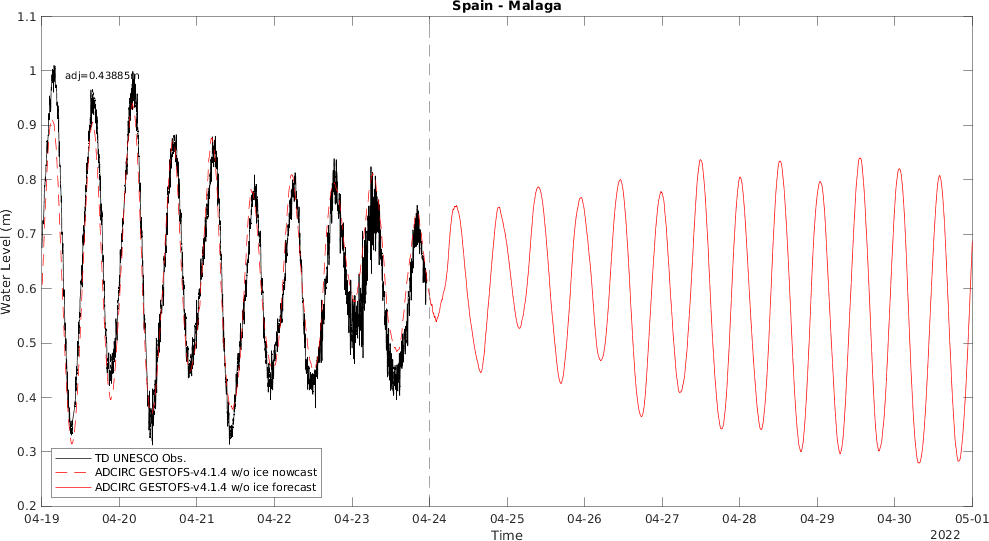 Spain - Malaga
adj=0.43885m
Water Level (m)
1.1
1
0.9
0.8
0.7
0.6
0.5
0.4
0.3
0.2
TD UNESCO Obs.
ADCIRC GESTOFS-v4.1.4 w/o ice nowcast
ADCIRC GESTOFS-v4.1.4 w/o ice forecast
04-19 04-20 04-21 04-22 04-23 04-24 04-25 04-26 04-27 04-28 04-29 04-30 05-01
Time
2022